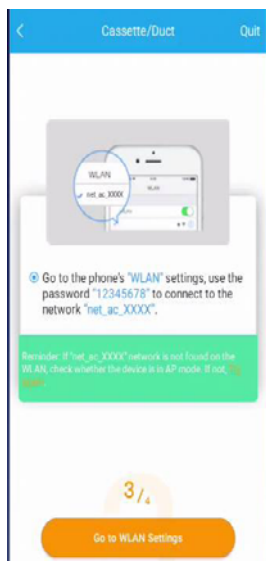 Cassette/Duct Quit
WLAN
net_ac_XXXX
WLAN
WLAN
Go to the phone's "WLAN" settings, use the
password "12345678" to connect to the
network "net_ac_XXXX".
Reminder: If "net_ac_XXXX" network is not found on the
WLAN, check whether the device is in AP mode. If not,
3/4
Go to WLAN Settings